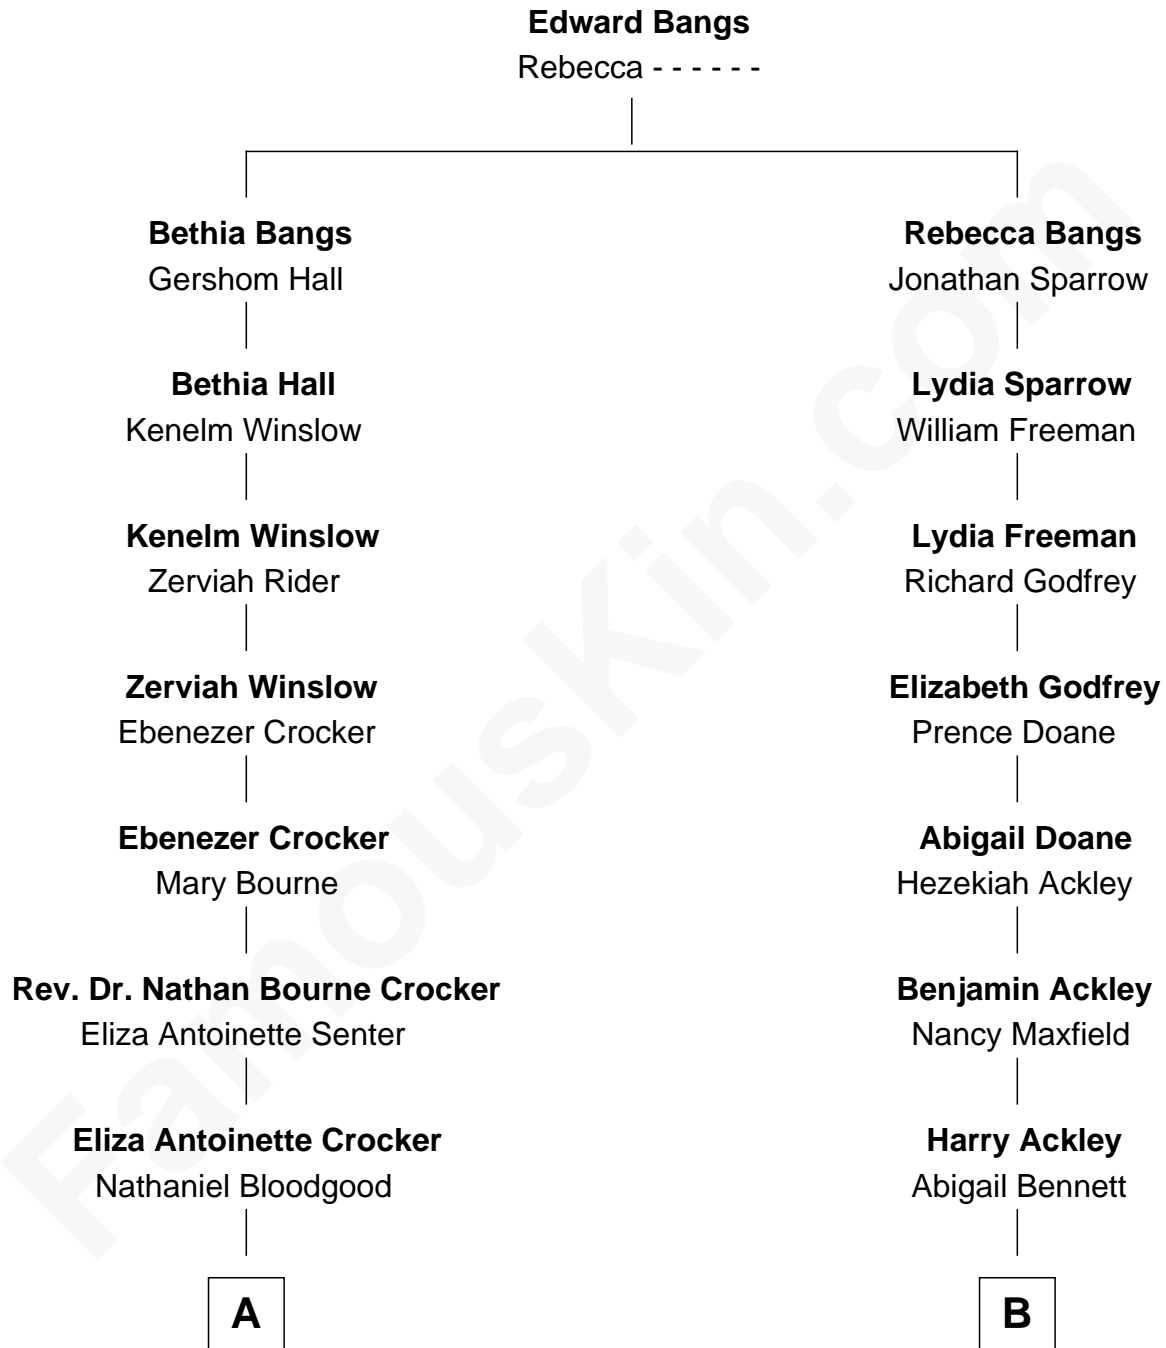 Edward Bangs
Rebecca - - - - - -
Bethia Bangs
Gershom Hall
Rebecca Bangs
Jonathan Sparrow
Bethia Hall
Kenelm Winslow
Lydia Sparrow
William Freeman
Kenelm Winslow
Zerviah Rider
Lydia Freeman
Richard Godfrey
Zerviah Winslow
Ebenezer Crocker
Elizabeth Godfrey
Prence Doane
Ebenezer Crocker
Mary Bourne
Abigail Doane
Hezekiah Ackley
Rev. Dr. Nathan Bourne Crocker
Eliza Antoinette Senter
Benjamin Ackley
Nancy Maxfield
Eliza Antoinette Crocker
Nathaniel Bloodgood
Harry Ackley
Abigail Bennett
A
B
FamousKin.com